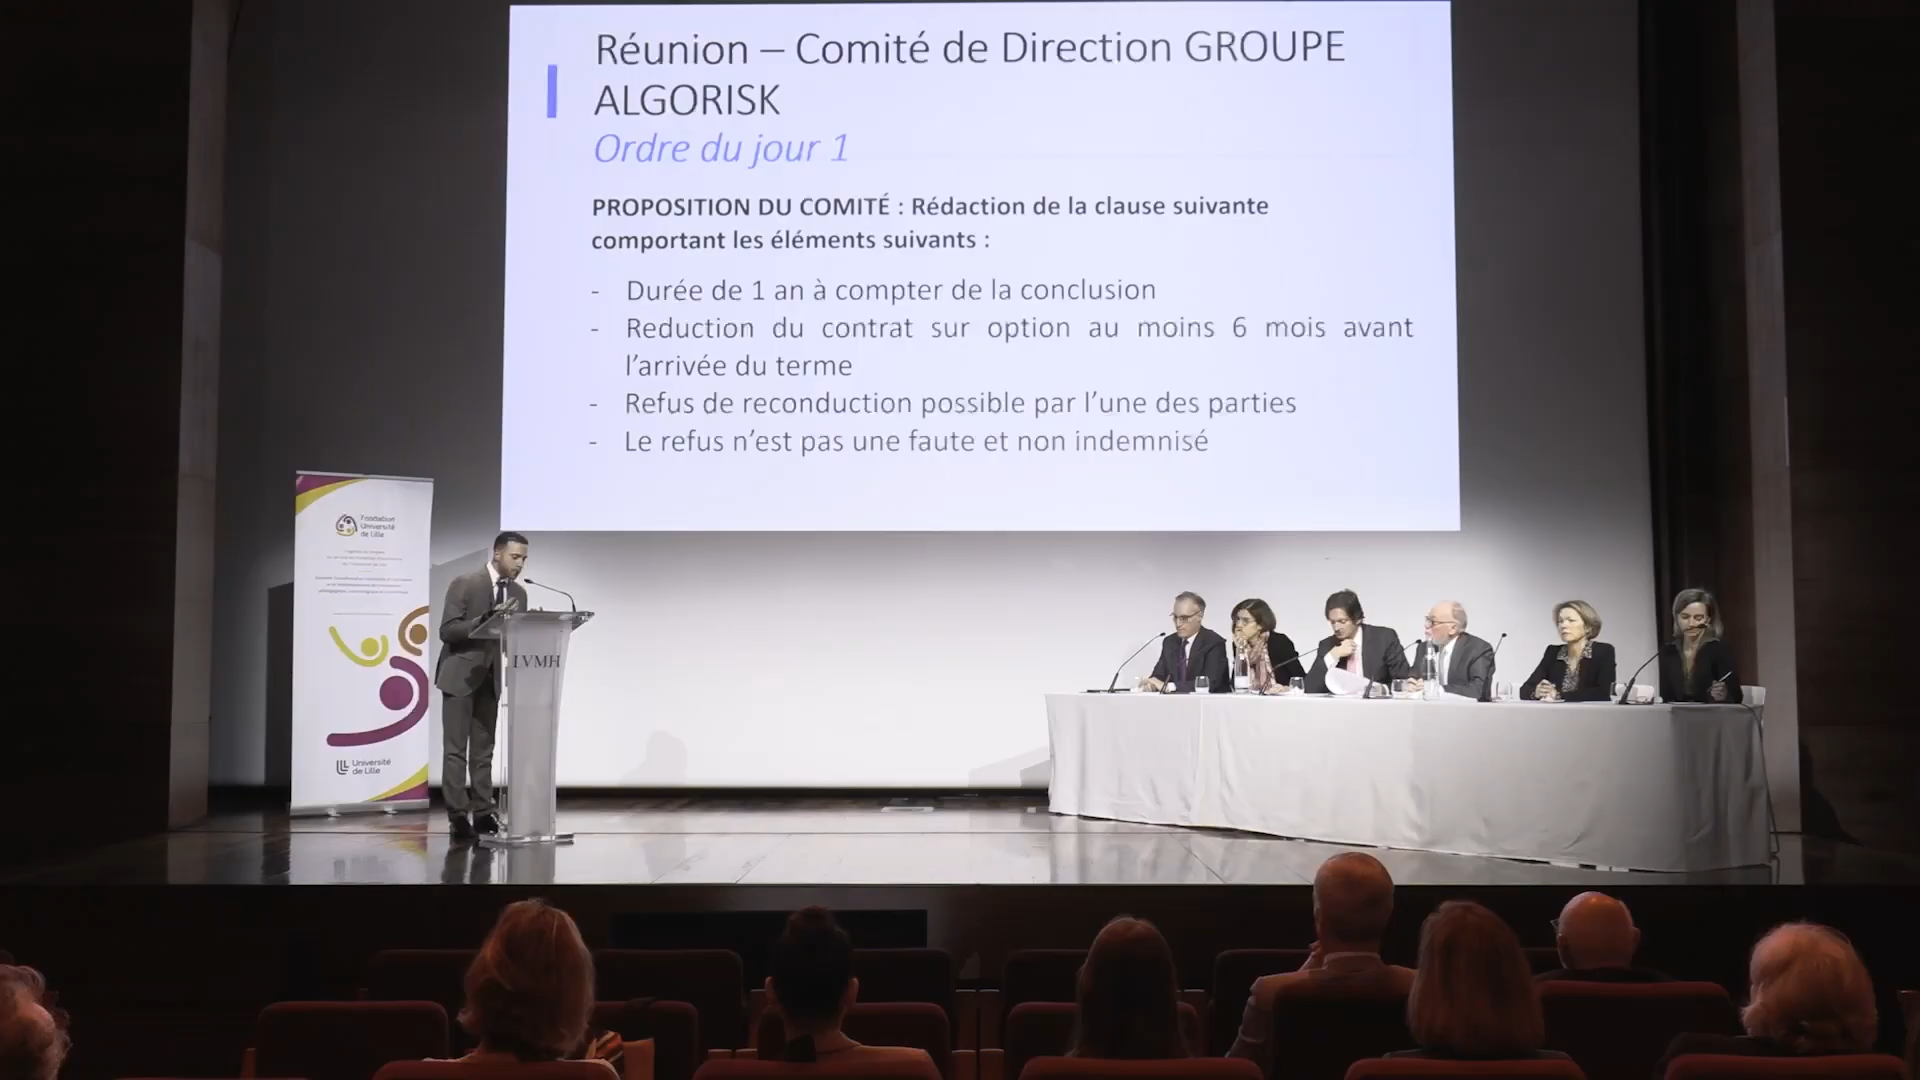 Réunion – Comité de Direction GROUPE
ALGORISK
Ordre du jour 1
PROPOSITION DU COMITÉ : Rédaction de la clause suivante
comportant les éléments suivants :
- Durée de 1 an à compter de la conclusion
- Reduction du contrat sur option au moins 6 mois avant
l'arrivée du terme
- Refus de reconduction possible par l'une des parties
- Le refus n'est pas une faute et non indemnisé
Fondation
Université
de Lille
Université
de Lille
LVMH